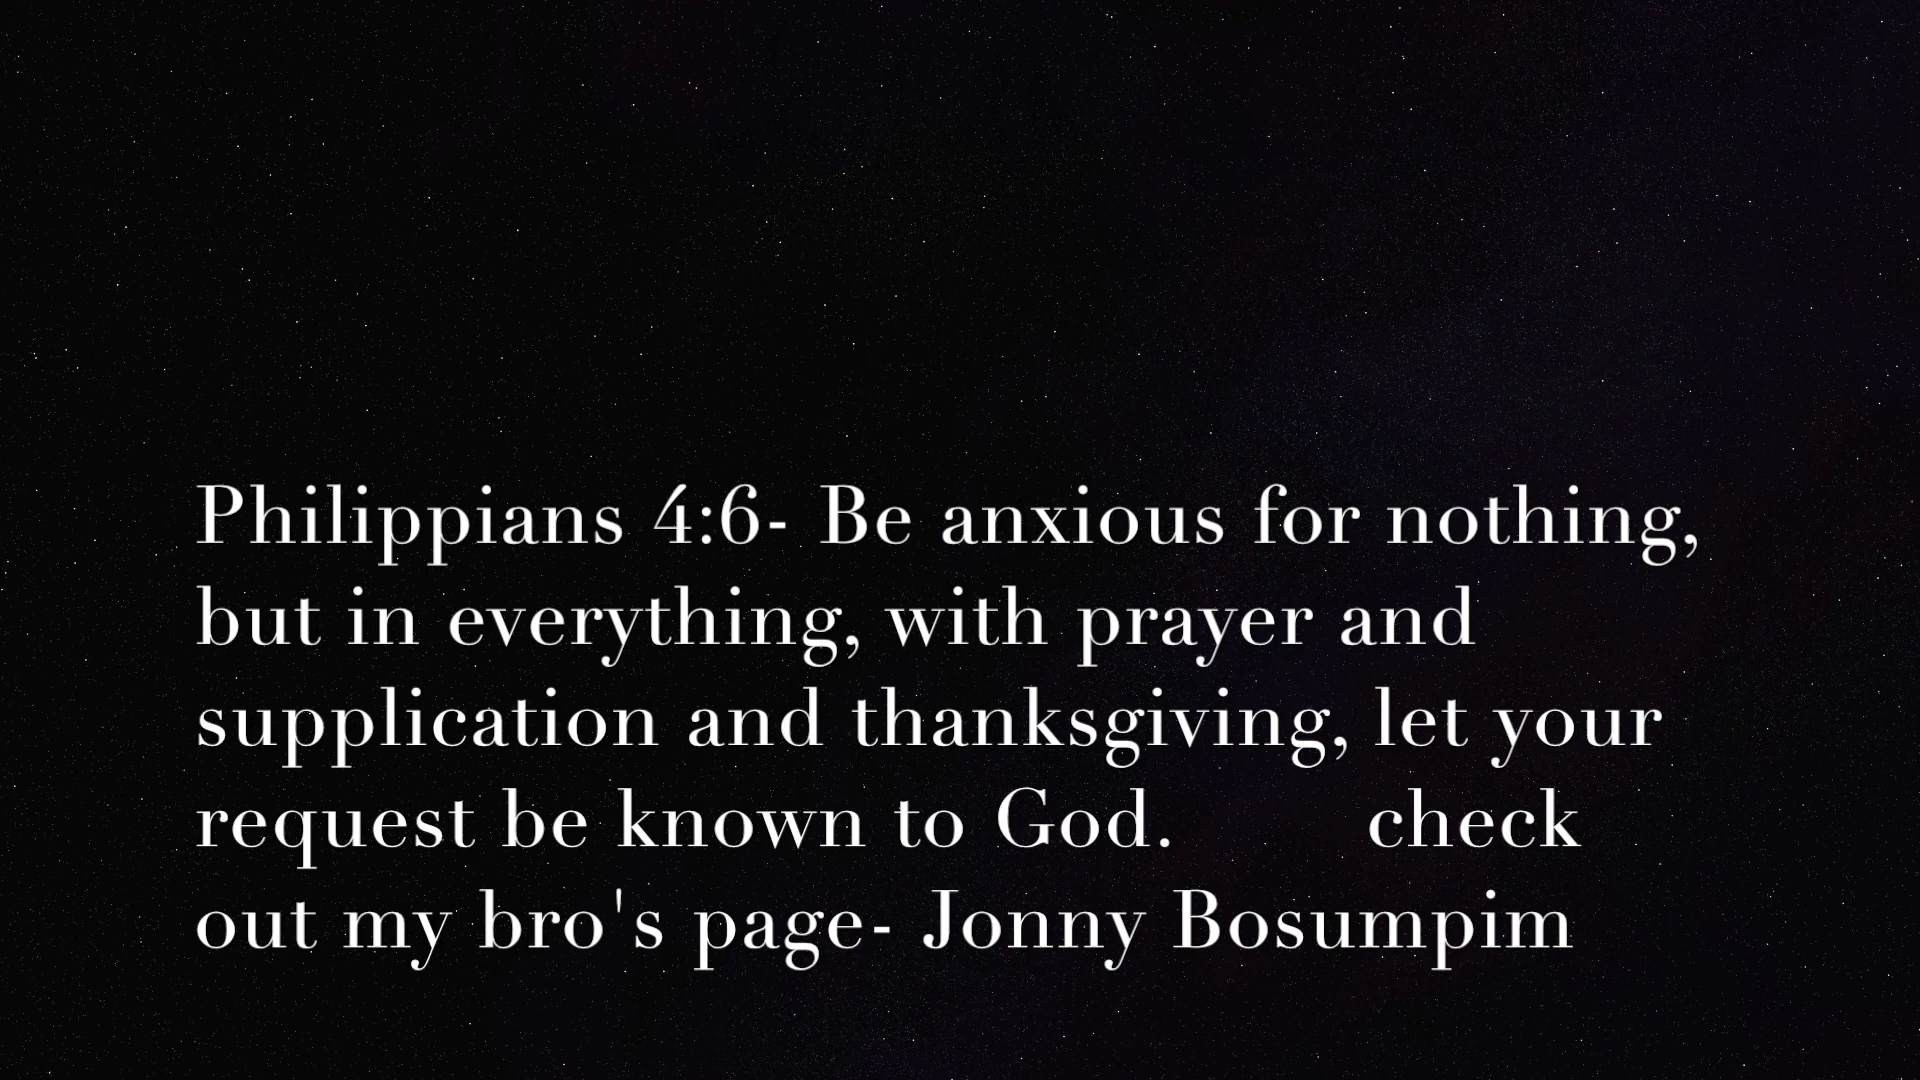 Philippians 4:6- Be anxious for nothing,
but in everything, with prayer and
supplication and thanksgiving, let your
request be known to God. check
out my bro's page- Jonny Bosumpim